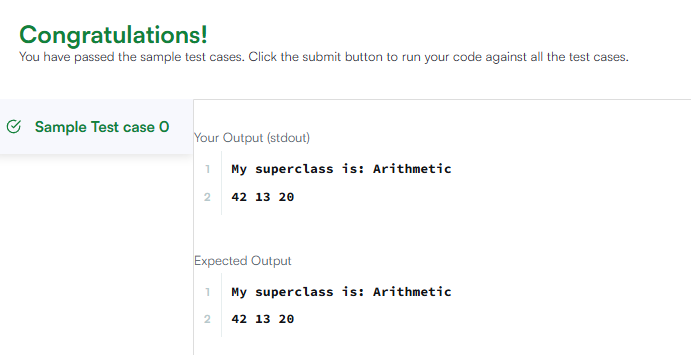 Congratulations!
You have passed the sample test cases. Click the submit button to run your code against all the test cases.
Sample Test case 0
Your Output (stdout)
1 My superclass is: Arithmetic
2 42 13 20
Expected Output
1 My superclass is: Arithmetic
2 42 13 20